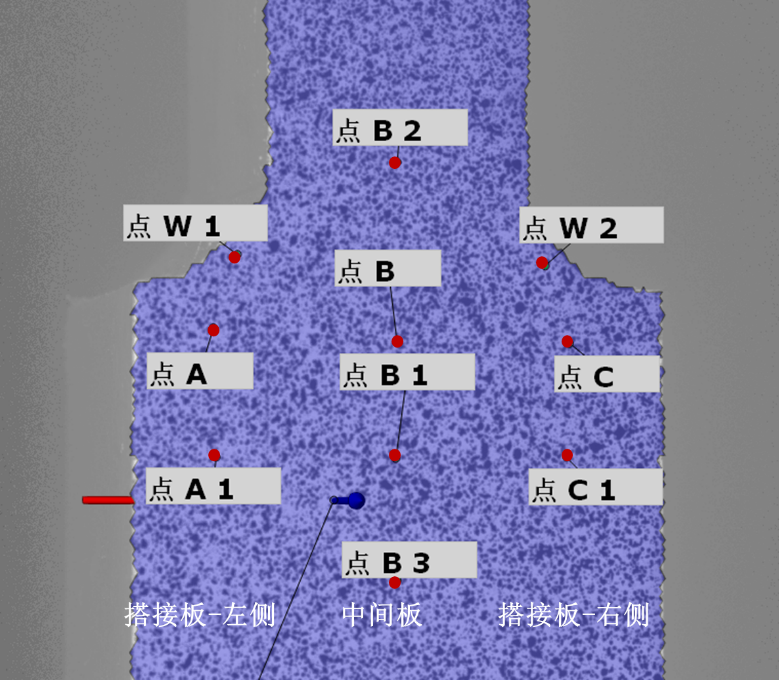 点 B 2
点 W 1
点 W 2
点 B
点 A
点 B 1
点 C
点 A 1
点 C 1
点 B 3
搭接板-左侧
中间板
搭接板-右侧